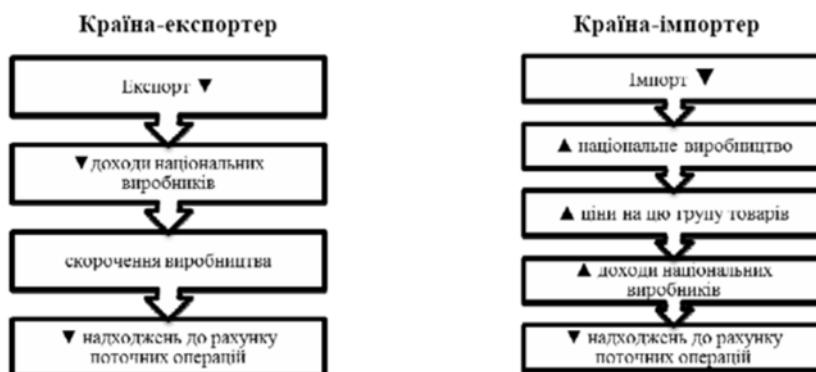 Країна-експортер
Експорт ▼
▼ доходи національних
виробників
скорочення виробництва
▼ надходжень до рахунку
поточних операцій
Країна-імпортер
Імпорт ▼
▲ національне виробництво
▲ ціни на цю групу товарів
▲ доходи національних
виробників
▼ надходжень до рахунку
поточних операцій